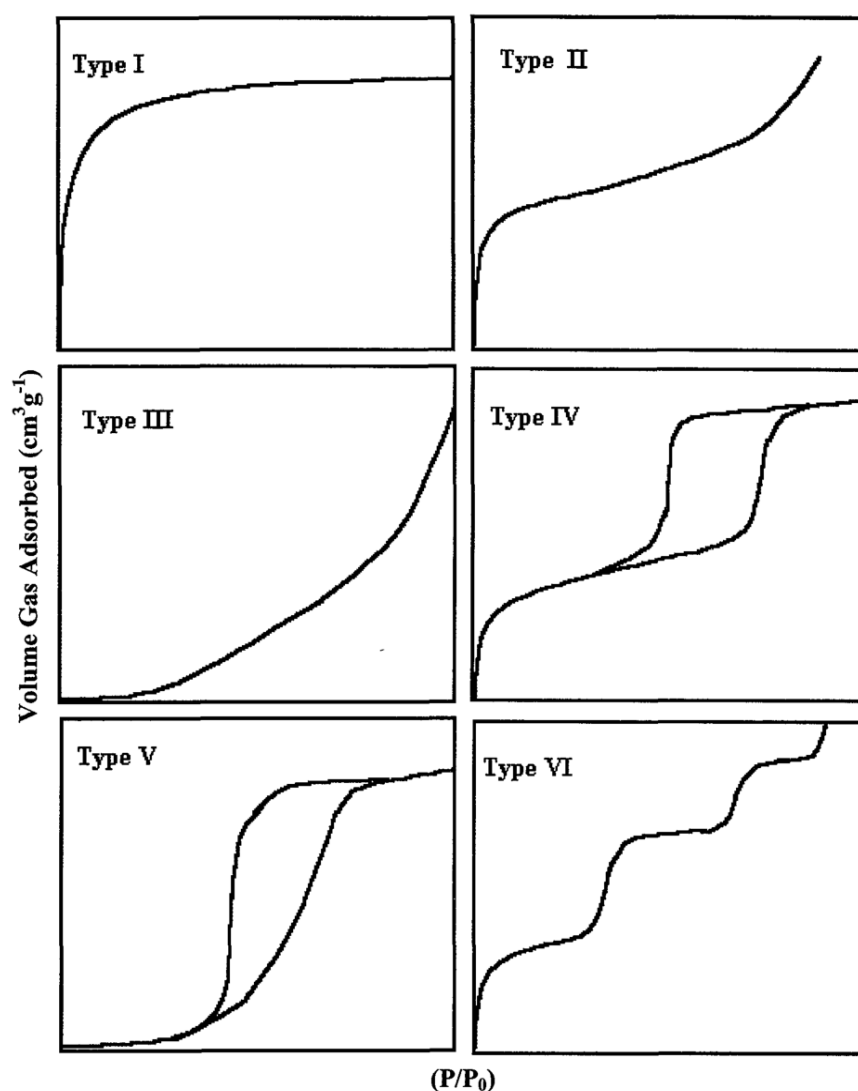 Type I
Type II
Type III
Type IV
Type V
Type VI
Volume Gas Adsorbed (cm³g⁻¹)
(P/P₀)